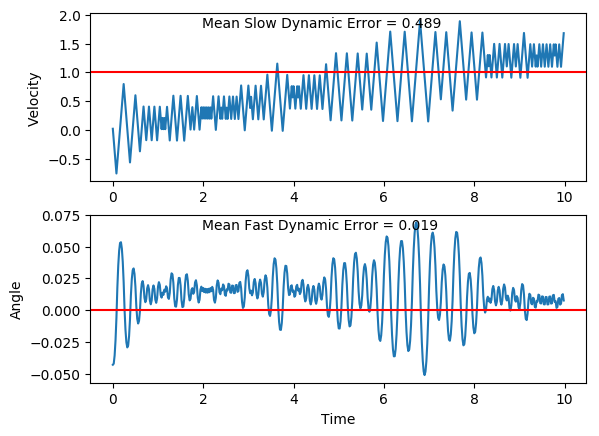 Mean Slow Dynamic Error = 0.489
2.0
1.5
1.0
0.5
0.0
−0.5
Velocity
0 2 4 6 8 10
Mean Fast Dynamic Error = 0.019
0.075
0.050
0.025
0.000
−0.025
−0.050
Angle
0 2 4 6 8 10
Time